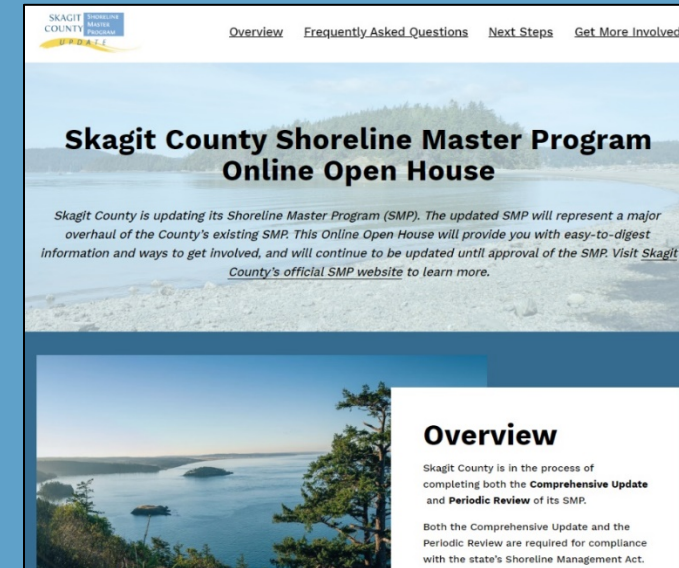 SKAGIT
COUNTY
SHORELINE
MASTER
PROGRAM
UPDATE
Overview Frequently Asked Questions Next Steps Get More Involved
Skagit County Shoreline Master Program
Online Open House
Skagit County is updating its Shoreline Master Program (SMP). The updated SMP will represent a major
overhaul of the County's existing SMP. This Online Open House will provide you with easy-to-digest
information and ways to get involved, and will continue to be updated until approval of the SMP. Visit Skagit
County's official SMP website to learn more.
Overview
Skagit County is in the process of
completing both the Comprehensive Update
and Periodic Review of its SMP.
Both the Comprehensive Update and the
Periodic Review are required for compliance
with the state's Shoreline Management Act.